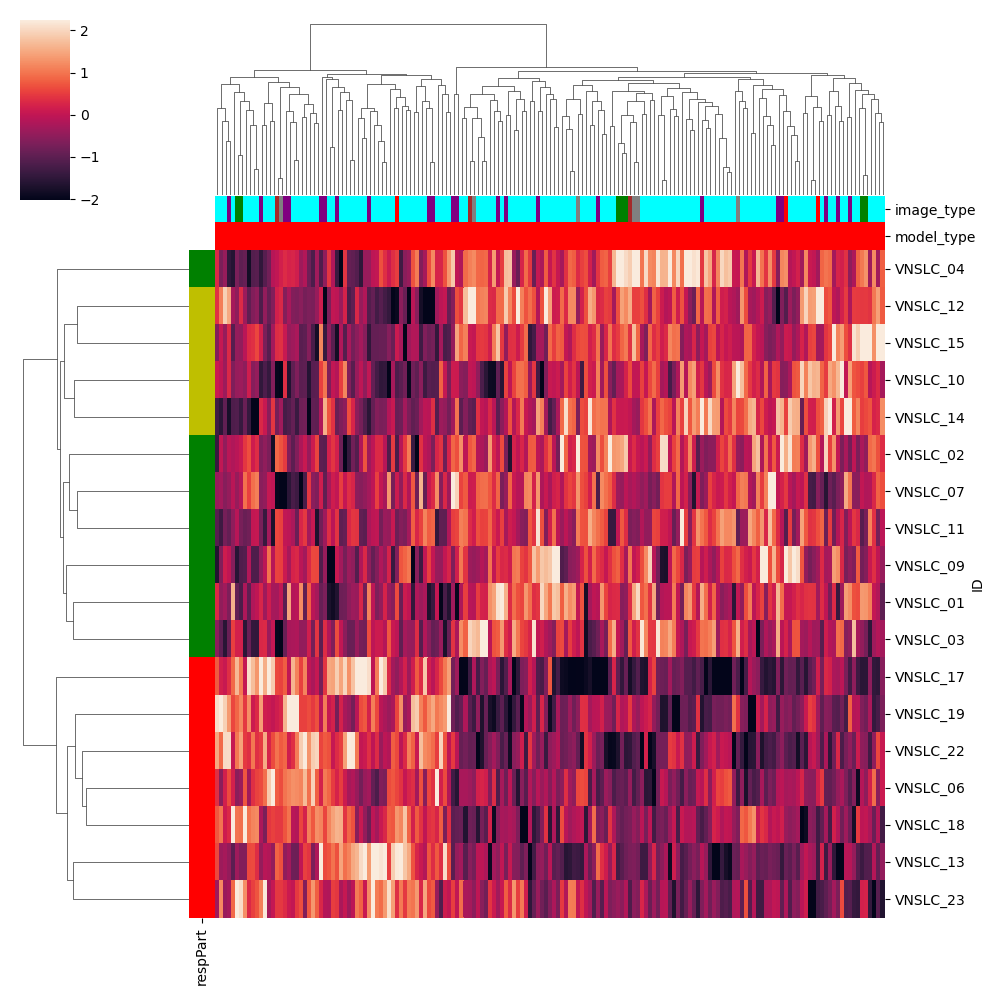 2
1
0
−1
−2
image_type
model_type
VNSLC_04
VNSLC_12
VNSLC_15
VNSLC_10
VNSLC_14
VNSLC_02
VNSLC_07
VNSLC_11
VNSLC_09
VNSLC_01
VNSLC_03
VNSLC_17
VNSLC_19
VNSLC_22
VNSLC_06
VNSLC_18
VNSLC_13
VNSLC_23
ID
respPart